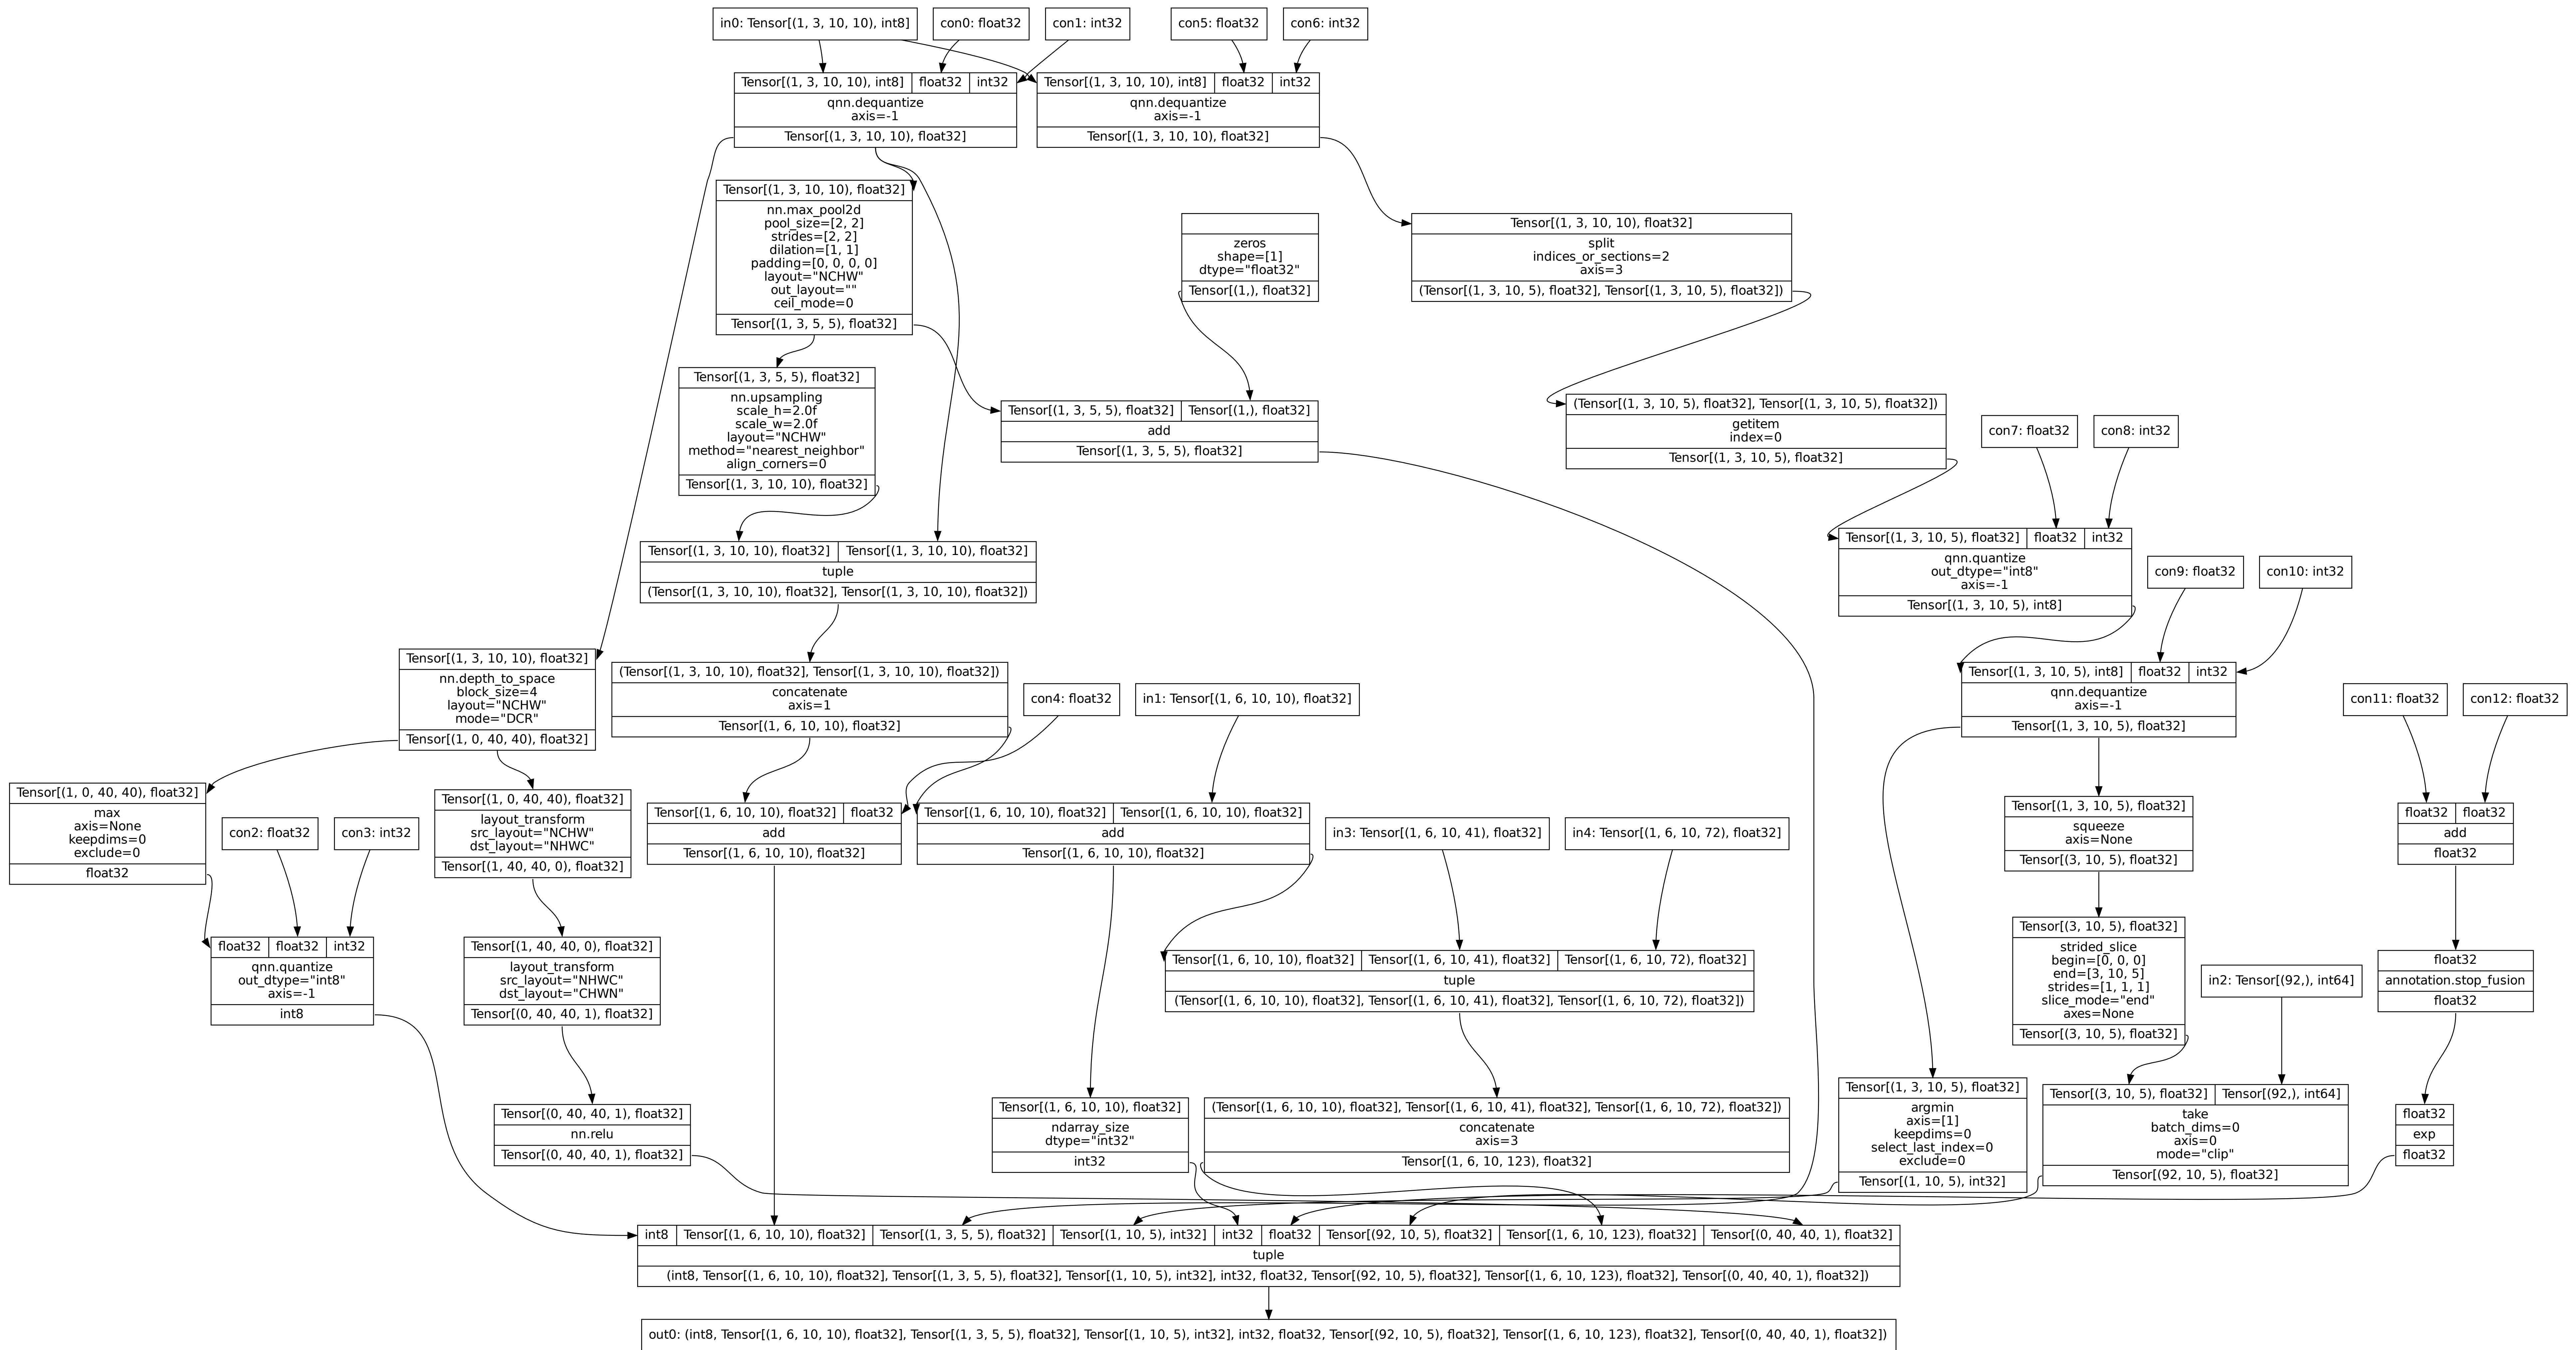 in0: Tensor[(1, 3, 10, 10), int8]
con0: float32
con1: int32
con5: float32
con6: int32
Tensor[(1, 3, 10, 10), int8] float32 int32
qnn.dequantize
axis=-1
Tensor[(1, 3, 10, 10), float32]
Tensor[(1, 3, 10, 10), int8] float32 int32
qnn.dequantize
axis=-1
Tensor[(1, 3, 10, 10), float32]
Tensor[(1, 3, 10, 10), float32]
nn.max_pool2d
pool_size=[2, 2]
strides=[2, 2]
dilation=[1, 1]
padding=[0, 0, 0, 0]
layout="NCHW"
out_layout=""
ceil_mode=0
Tensor[(1, 3, 5, 5), float32]
zeros
shape=[1]
dtype="float32"
Tensor[(1,), float32]
Tensor[(1, 3, 10, 10), float32]
split
indices_or_sections=2
axis=3
(Tensor[(1, 3, 10, 5), float32], Tensor[(1, 3, 10, 5), float32])
Tensor[(1, 3, 5, 5), float32]
nn.upsampling
scale_h=2.0f
scale_w=2.0f
layout="NCHW"
method="nearest_neighbor"
align_corners=0
Tensor[(1, 3, 10, 10), float32]
Tensor[(1, 3, 5, 5), float32] Tensor[(1,), float32]
add
Tensor[(1, 3, 5, 5), float32]
(Tensor[(1, 3, 10, 5), float32], Tensor[(1, 3, 10, 5), float32])
getitem
index=0
Tensor[(1, 3, 10, 5), float32]
con7: float32
con8: int32
Tensor[(1, 3, 10, 10), float32] Tensor[(1, 3, 10, 10), float32]
tuple
(Tensor[(1, 3, 10, 10), float32], Tensor[(1, 3, 10, 10), float32])
Tensor[(1, 3, 10, 5), float32] float32 int32
qnn.quantize
out_dtype="int8"
axis=-1
Tensor[(1, 3, 10, 5), int8]
con9: float32
con10: int32
Tensor[(1, 3, 10, 10), float32]
nn.depth_to_space
block_size=4
layout="NCHW"
mode="DCR"
Tensor[(1, 0, 40, 40), float32]
(Tensor[(1, 3, 10, 10), float32], Tensor[(1, 3, 10, 10), float32])
concatenate
axis=1
Tensor[(1, 6, 10, 10), float32]
con4: float32
in1: Tensor[(1, 6, 10, 10), float32]
Tensor[(1, 3, 10, 5), int8] float32 int32
qnn.dequantize
axis=-1
Tensor[(1, 3, 10, 5), float32]
con11: float32
con12: float32
Tensor[(1, 0, 40, 40), float32]
max
axis=None
keepdims=0
exclude=0
float32
con2: float32
con3: int32
Tensor[(1, 0, 40, 40), float32]
layout_transform
src_layout="NCHW"
dst_layout="NHWC"
Tensor[(1, 40, 40, 0), float32]
Tensor[(1, 6, 10, 10), float32] float32
add
Tensor[(1, 6, 10, 10), float32]
Tensor[(1, 6, 10, 10), float32] Tensor[(1, 6, 10, 10), float32]
add
Tensor[(1, 6, 10, 10), float32]
in3: Tensor[(1, 6, 10, 41), float32]
in4: Tensor[(1, 6, 10, 72), float32]
Tensor[(1, 3, 10, 5), float32]
squeeze
axis=None
Tensor[(3, 10, 5), float32]
float32 float32
add
float32
float32 float32 int32
qnn.quantize
out_dtype="int8"
axis=-1
int8
Tensor[(1, 40, 40, 0), float32]
layout_transform
src_layout="NHWC"
dst_layout="CHWN"
Tensor[(0, 40, 40, 1), float32]
Tensor[(1, 6, 10, 10), float32] Tensor[(1, 6, 10, 41), float32] Tensor[(1, 6, 10, 72), float32]
tuple
(Tensor[(1, 6, 10, 10), float32], Tensor[(1, 6, 10, 41), float32], Tensor[(1, 6, 10, 72), float32])
Tensor[(3, 10, 5), float32]
strided_slice
begin=[0, 0, 0]
end=[3, 10, 5]
strides=[1, 1, 1]
slice_mode="end"
axes=None
Tensor[(3, 10, 5), float32]
in2: Tensor[(92,), int64]
float32
annotation.stop_fusion
float32
Tensor[(0, 40, 40, 1), float32]
nn.relu
Tensor[(0, 40, 40, 1), float32]
Tensor[(1, 6, 10, 10), float32]
ndarray_size
dtype="int32"
int32
(Tensor[(1, 6, 10, 10), float32], Tensor[(1, 6, 10, 41), float32], Tensor[(1, 6, 10, 72), float32])
concatenate
axis=3
Tensor[(1, 6, 10, 123), float32]
Tensor[(1, 3, 10, 5), float32]
argmin
axis=[1]
keepdims=0
select_last_index=0
exclude=0
Tensor[(1, 10, 5), int32]
Tensor[(3, 10, 5), float32] Tensor[(92,), int64]
take
batch_dims=0
axis=0
mode="clip"
Tensor[(92, 10, 5), float32]
float32
exp
float32
int8 Tensor[(1, 6, 10, 10), float32] Tensor[(1, 3, 5, 5), float32] Tensor[(1, 10, 5), int32] int32 float32 Tensor[(92, 10, 5), float32] Tensor[(1, 6, 10, 123), float32] Tensor[(0, 40, 40, 1), float32]
tuple
(int8, Tensor[(1, 6, 10, 10), float32], Tensor[(1, 3, 5, 5), float32], Tensor[(1, 10, 5), int32], int32, float32, Tensor[(92, 10, 5), float32], Tensor[(1, 6, 10, 123), float32], Tensor[(0, 40, 40, 1), float32])
out0: (int8, Tensor[(1, 6, 10, 10), float32], Tensor[(1, 3, 5, 5), float32], Tensor[(1, 10, 5), int32], int32, float32, Tensor[(92, 10, 5), float32], Tensor[(1, 6, 10, 123), float32], Tensor[(0, 40, 40, 1), float32])